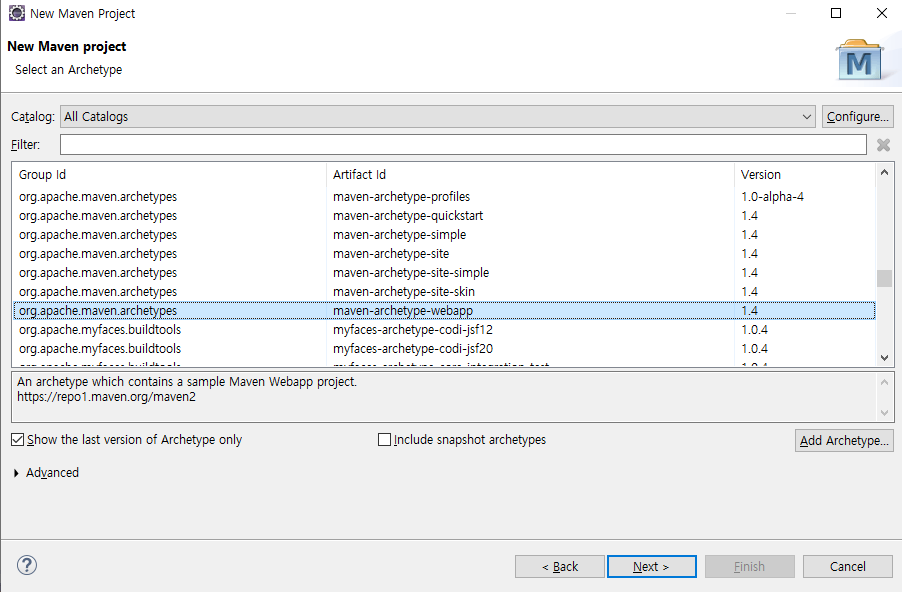 New Maven Project
New Maven project
Select an Archetype
M
Catalog: All Catalogs Configure...
Filter:
Group Id Artifact Id Version
org.apache.maven.archetypes maven-archetype-profiles 1.0-alpha-4
org.apache.maven.archetypes maven-archetype-quickstart 1.4
org.apache.maven.archetypes maven-archetype-simple 1.4
org.apache.maven.archetypes maven-archetype-site 1.4
org.apache.maven.archetypes maven-archetype-site-simple 1.4
org.apache.maven.archetypes maven-archetype-site-skin 1.4
org.apache.maven.archetypes maven-archetype-webapp 1.4
org.apache.myfaces.buildtools myfaces-archetype-codi-jsf12 1.0.4
org.apache.myfaces.buildtools myfaces-archetype-codi-jsf20 1.0.4
An archetype which contains a sample Maven Webapp project.
https://repo1.maven.org/maven2
Show the last version of Archetype only Include snapshot archetypes Add Archetype...
Advanced
? < Back Next > Finish Cancel